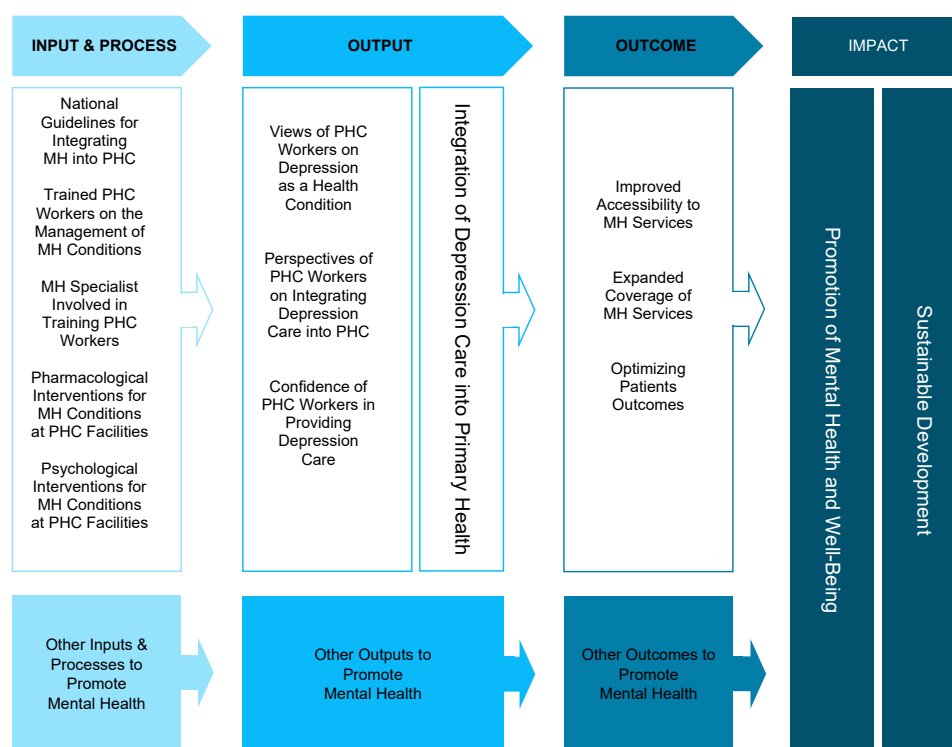 INPUT & PROCESS
OUTPUT
OUTCOME
IMPACT
National
Guidelines for
Integrating
MH into PHC
Trained PHC
Workers on the
Management of
MH Conditions
MH Specialist
Involved in
Training PHC
Workers
Pharmacological
Interventions for
MH Conditions
at PHC Facilities
Psychological
Interventions for
MH Conditions
at PHC Facilities
Views of PHC
Workers on
Depression
as a Health
Condition
Perspectives of
PHC Workers
on Integrating
Depression
Care into PHC
Confidence of
PHC Workers in
Providing
Depression
Care
Integration of Depression Care into Primary Health
Improved
Accessibility to
MH Services
Expanded
Coverage of
MH Services
Optimizing
Patients
Outcomes
Promotion of Mental Health and Well-Being
Sustainable Development
Other Inputs &
Processes to
Promote
Mental Health
Other Outputs to
Promote
Mental Health
Other Outcomes to
Promote
Mental Health